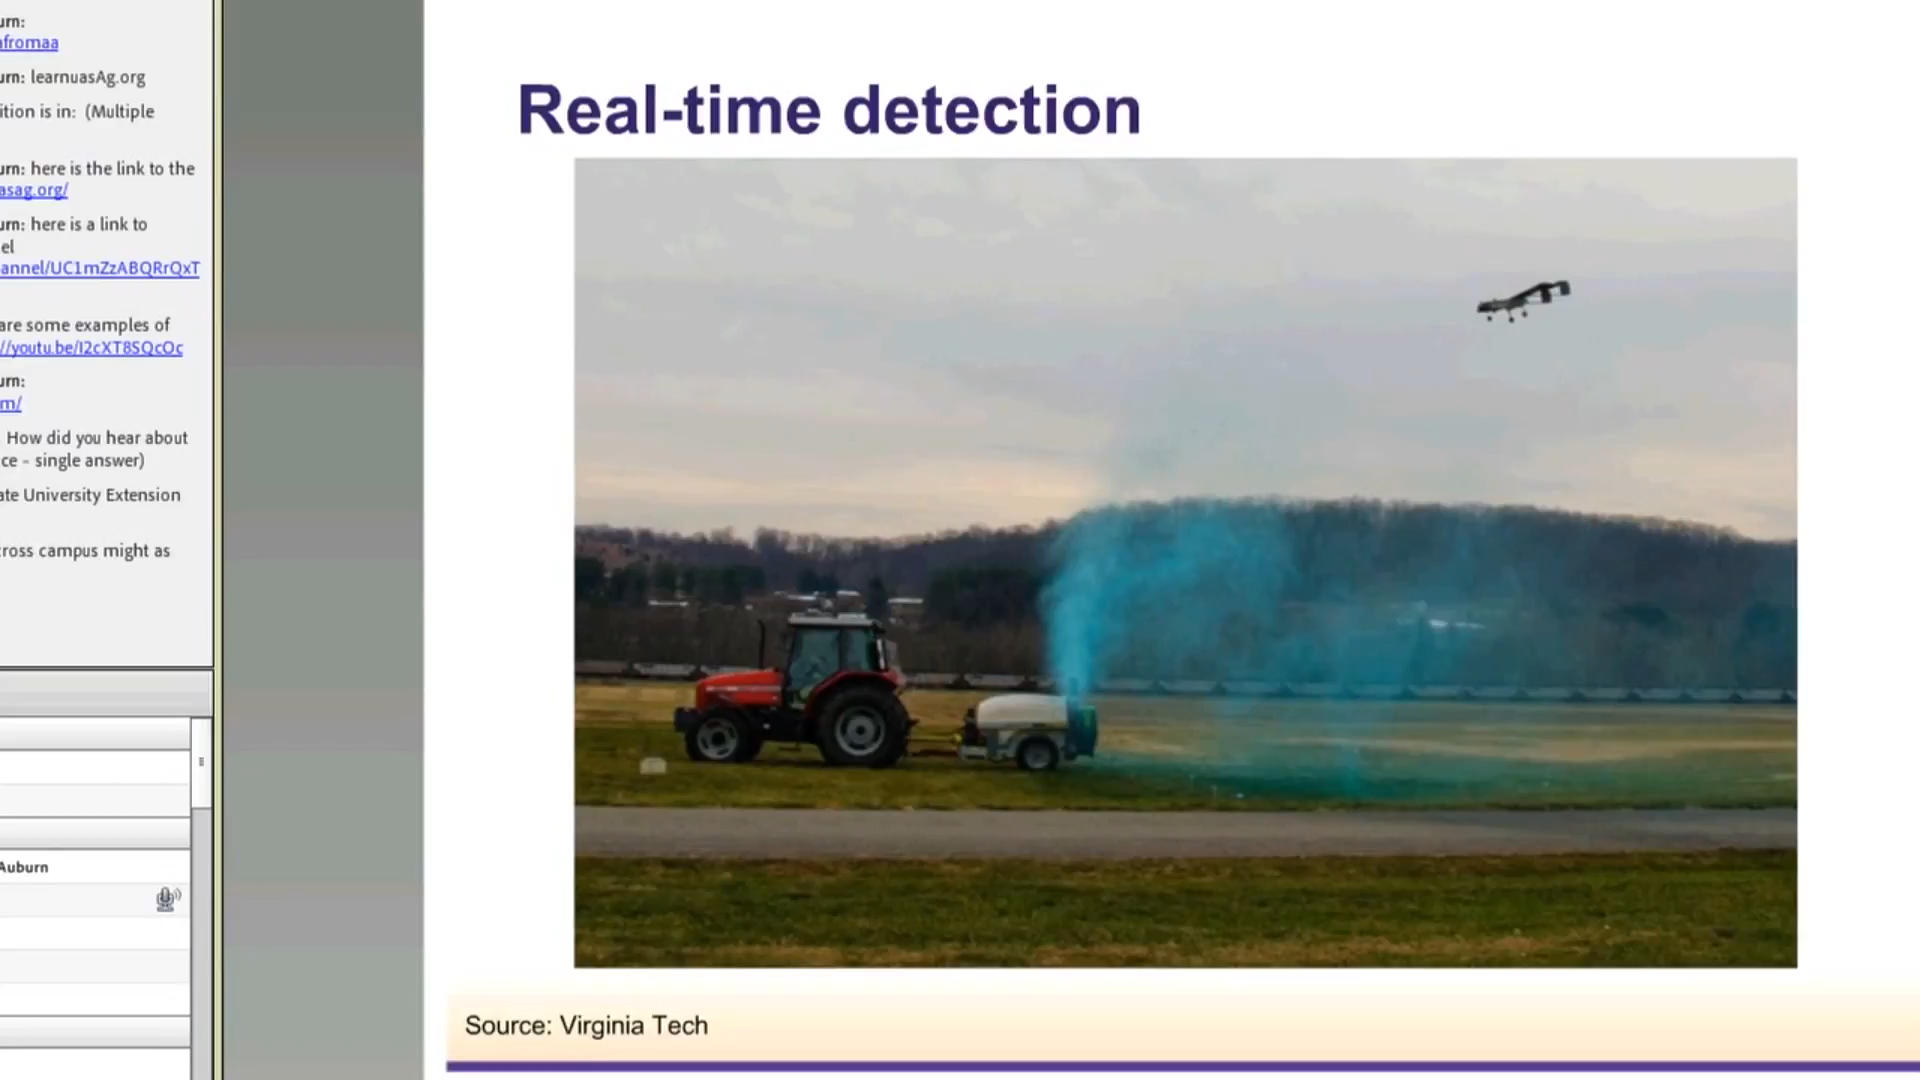 urn:
afromaa
urn: learnuasAg.org
ition is in: (Multiple
urn: here is the link to the
asag.org/
urn: here is a link to
el
annel/UC1mZzABQRrQxT
are some examples of
//youtu.be/I2cXT8SQcOc
urn:
m/
How did you hear about
ce - single answer)
ate University Extension
cross campus might as
Auburn
Real-time detection
Source: Virginia Tech